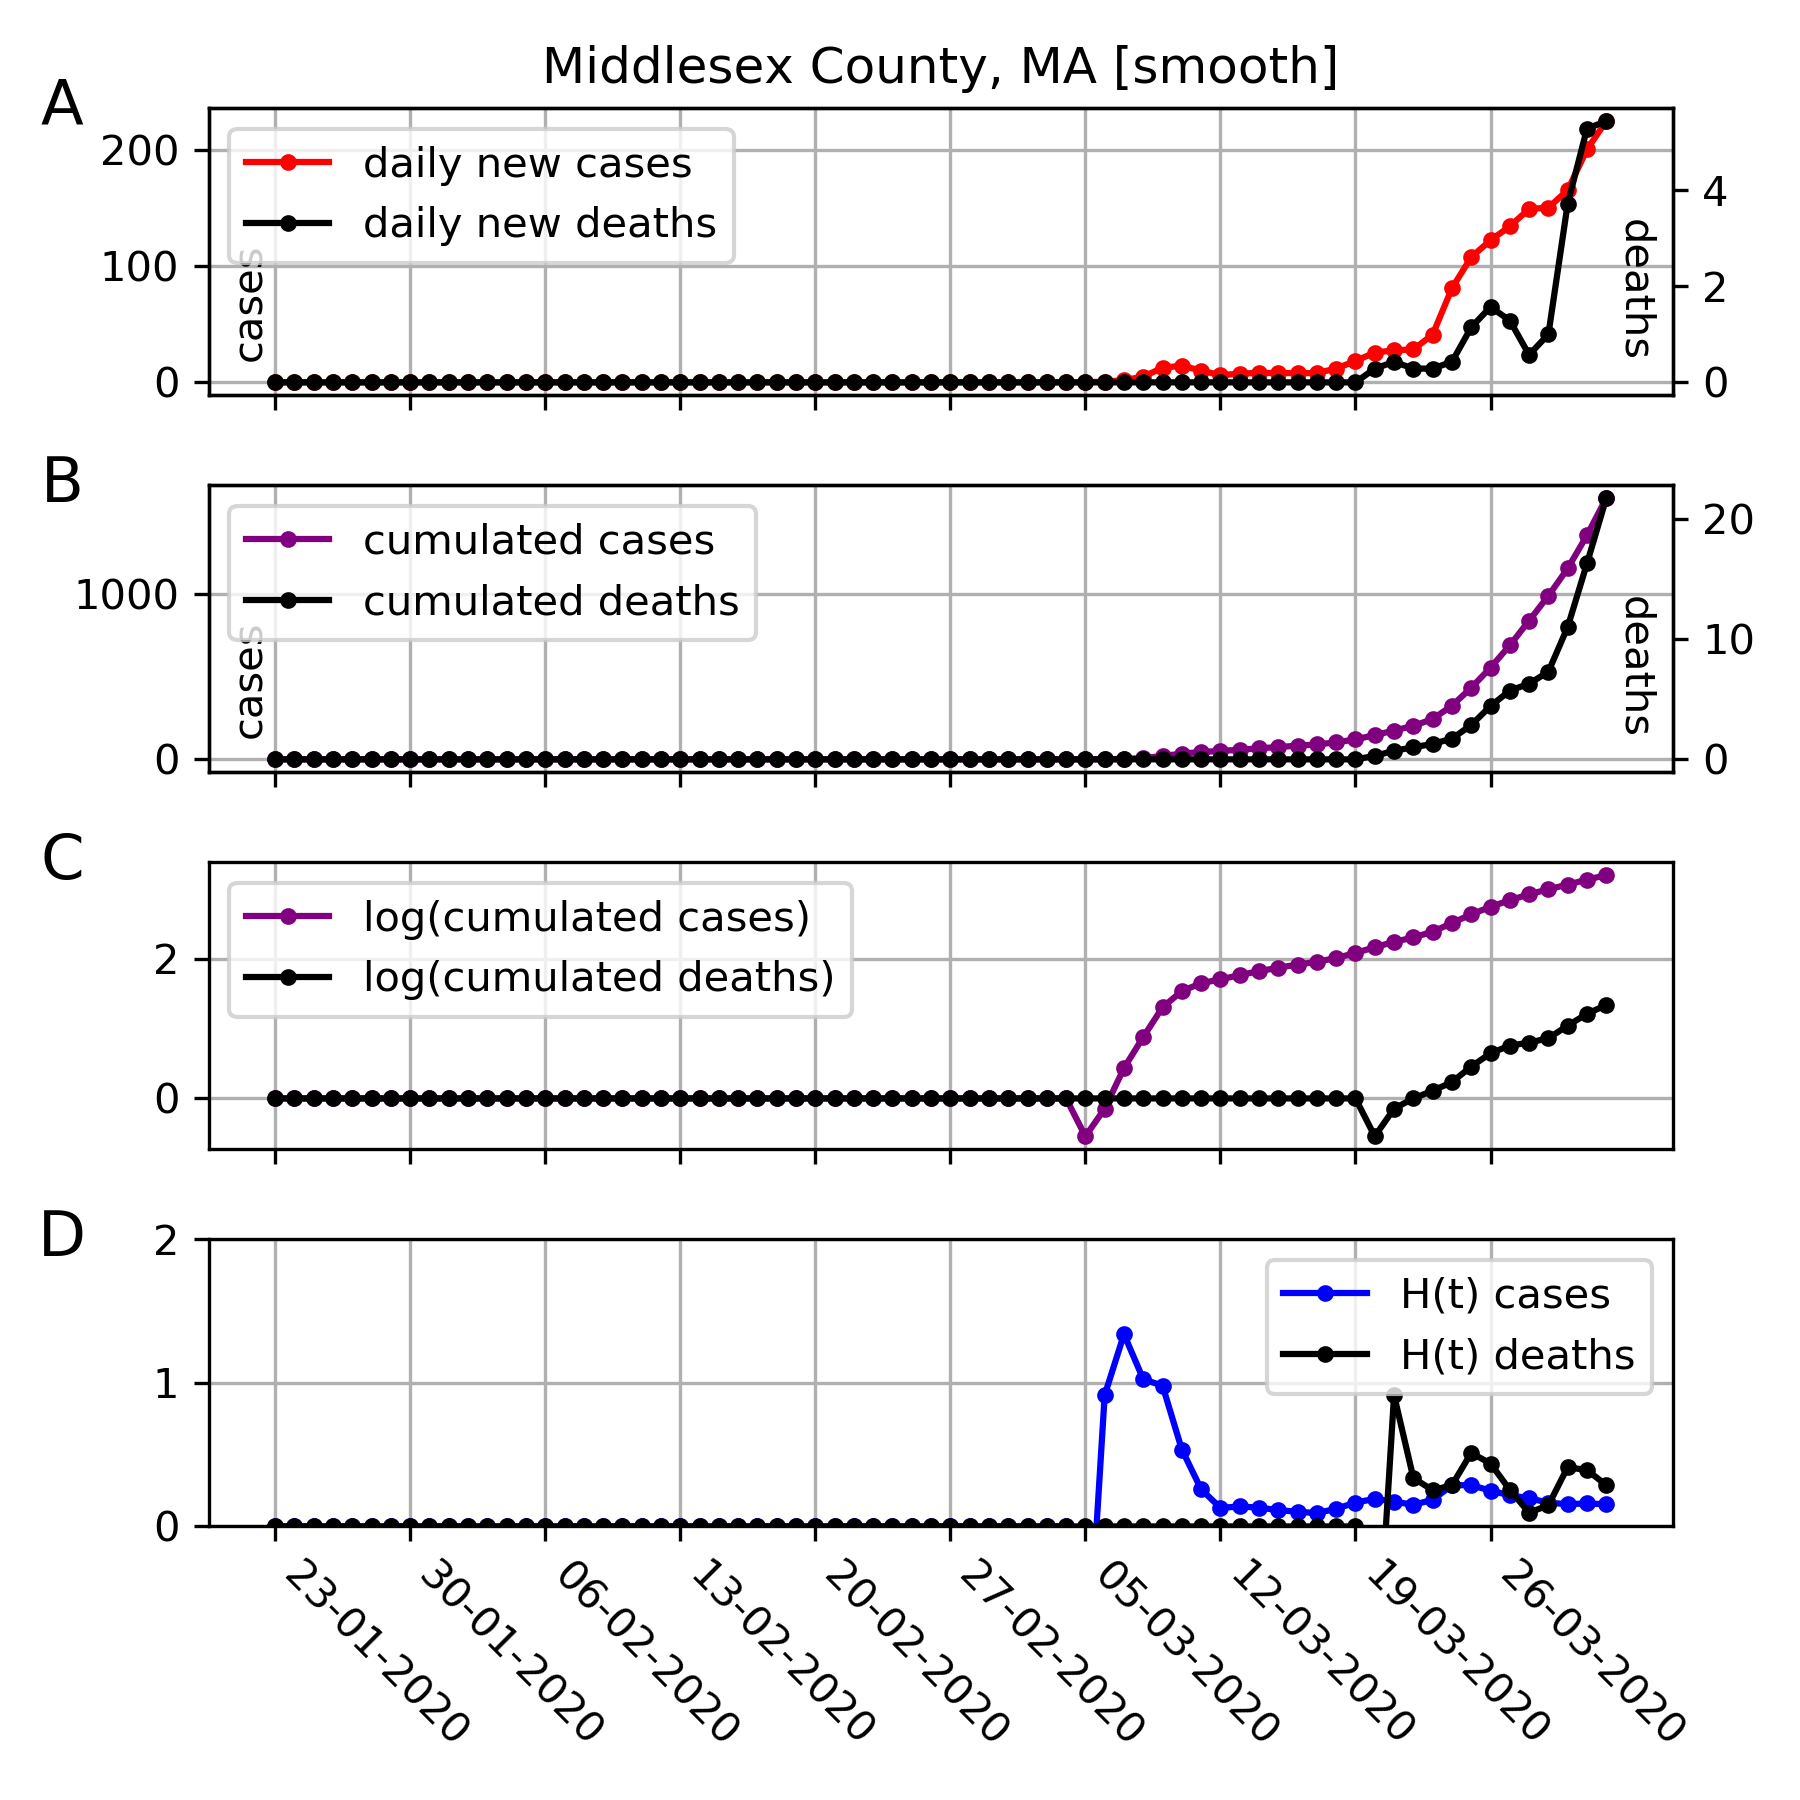 Middlesex County, MA [smooth]
A
200
100
0
cases
daily new cases
daily new deaths
4
2
0
deaths
B
1000
0
cases
cumulated cases
cumulated deaths
20
10
0
deaths
C
2
0
log(cumulated cases)
log(cumulated deaths)
D
2
1
0
H(t) cases
H(t) deaths
23-01-2020
30-01-2020
06-02-2020
13-02-2020
20-02-2020
27-02-2020
05-03-2020
12-03-2020
19-03-2020
26-03-2020